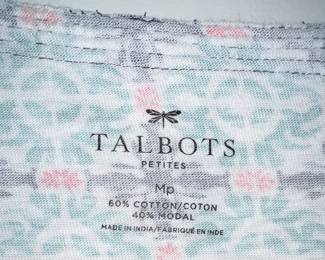 TALBOTS
PETITES
Mp
60% COTTON/COTON
40% MODAL
MADE IN INDIA/FABRIQUÉ EN INDE